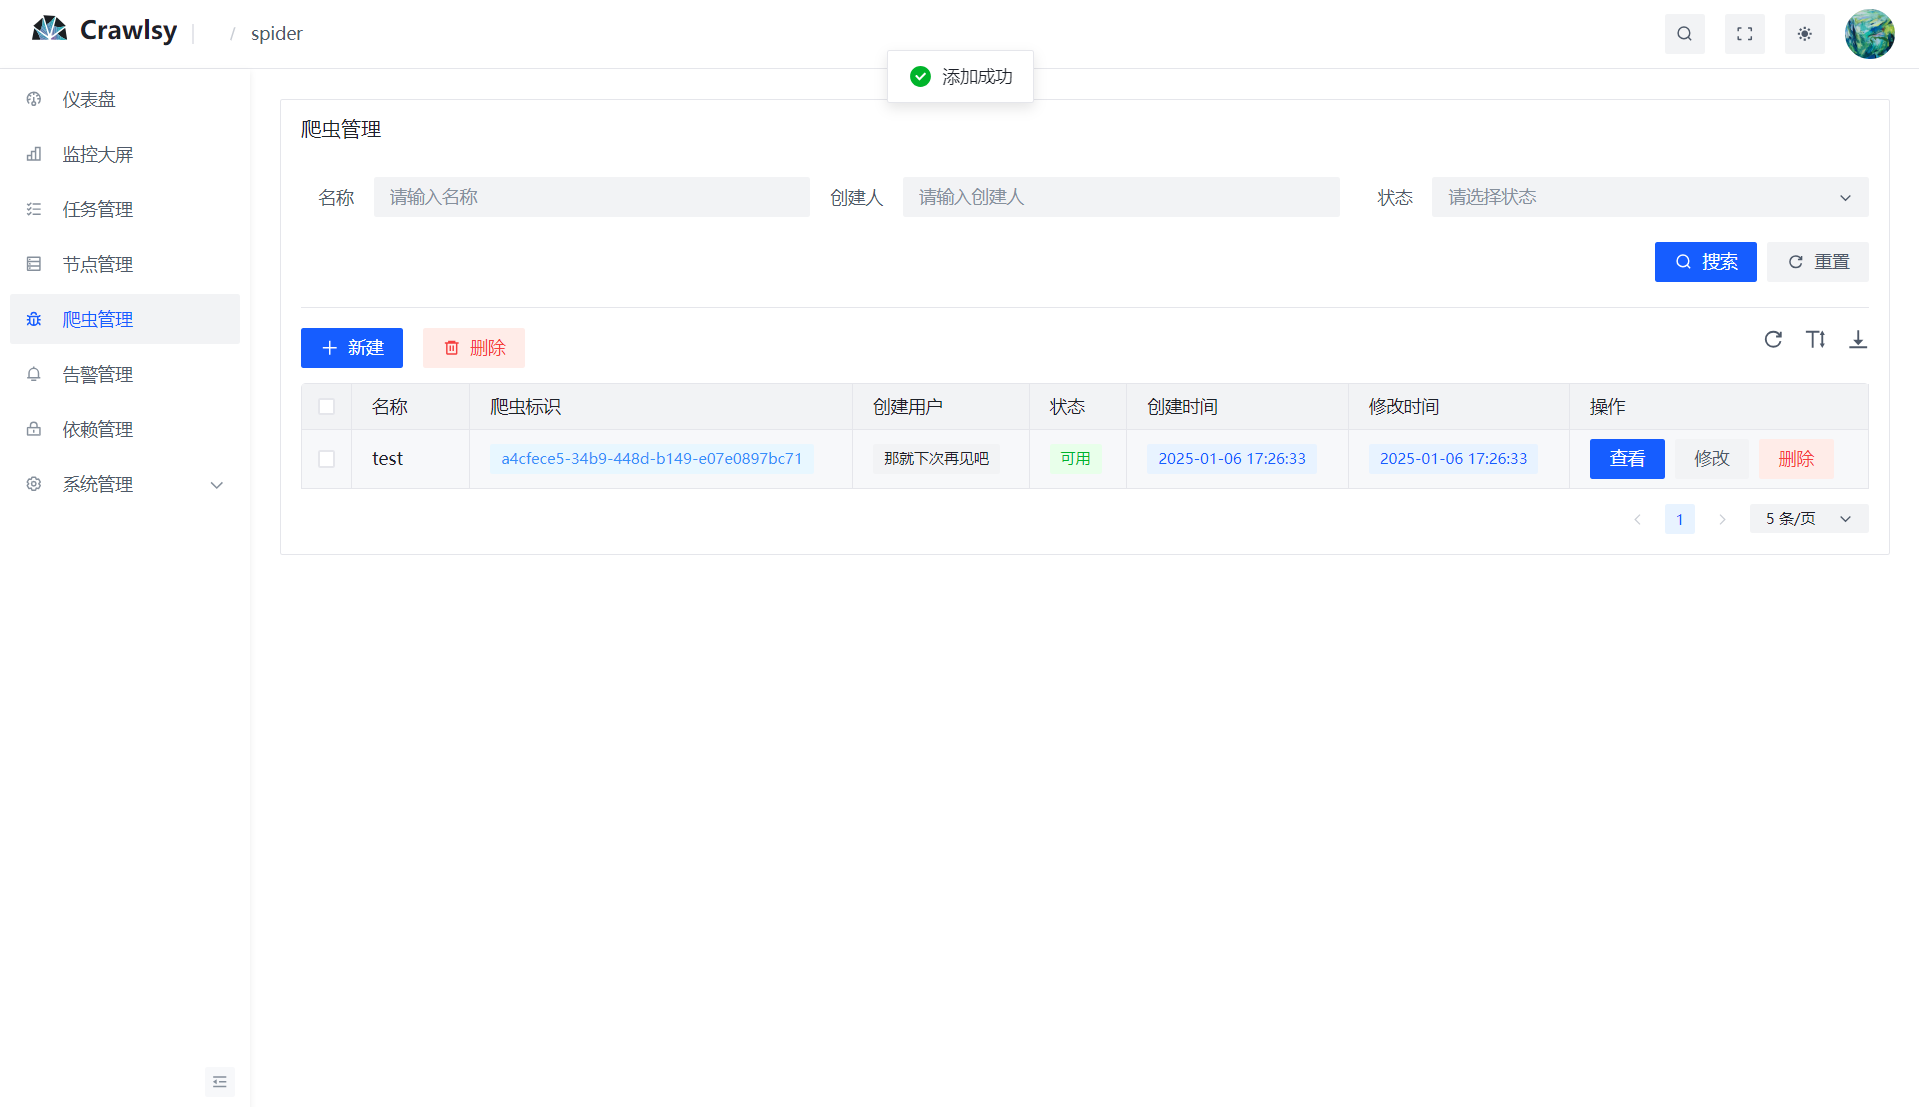 Crawlsy
/ spider
添加成功
仪表盘
监控大屏
任务管理
节点管理
爬虫管理
告警管理
依赖管理
系统管理
爬虫管理
名称 请输入名称 创建人 请输入创建人 状态 请选择状态
搜索 重置
新建 删除
名称 爬虫标识 创建用户 状态 创建时间 修改时间 操作
test a4cfece5-34b9-448d-b149-e07e0897bc71 那就下次再见吧 可用 2025-01-06 17:26:33 2025-01-06 17:26:33 查看 修改 删除
1 5 条/页